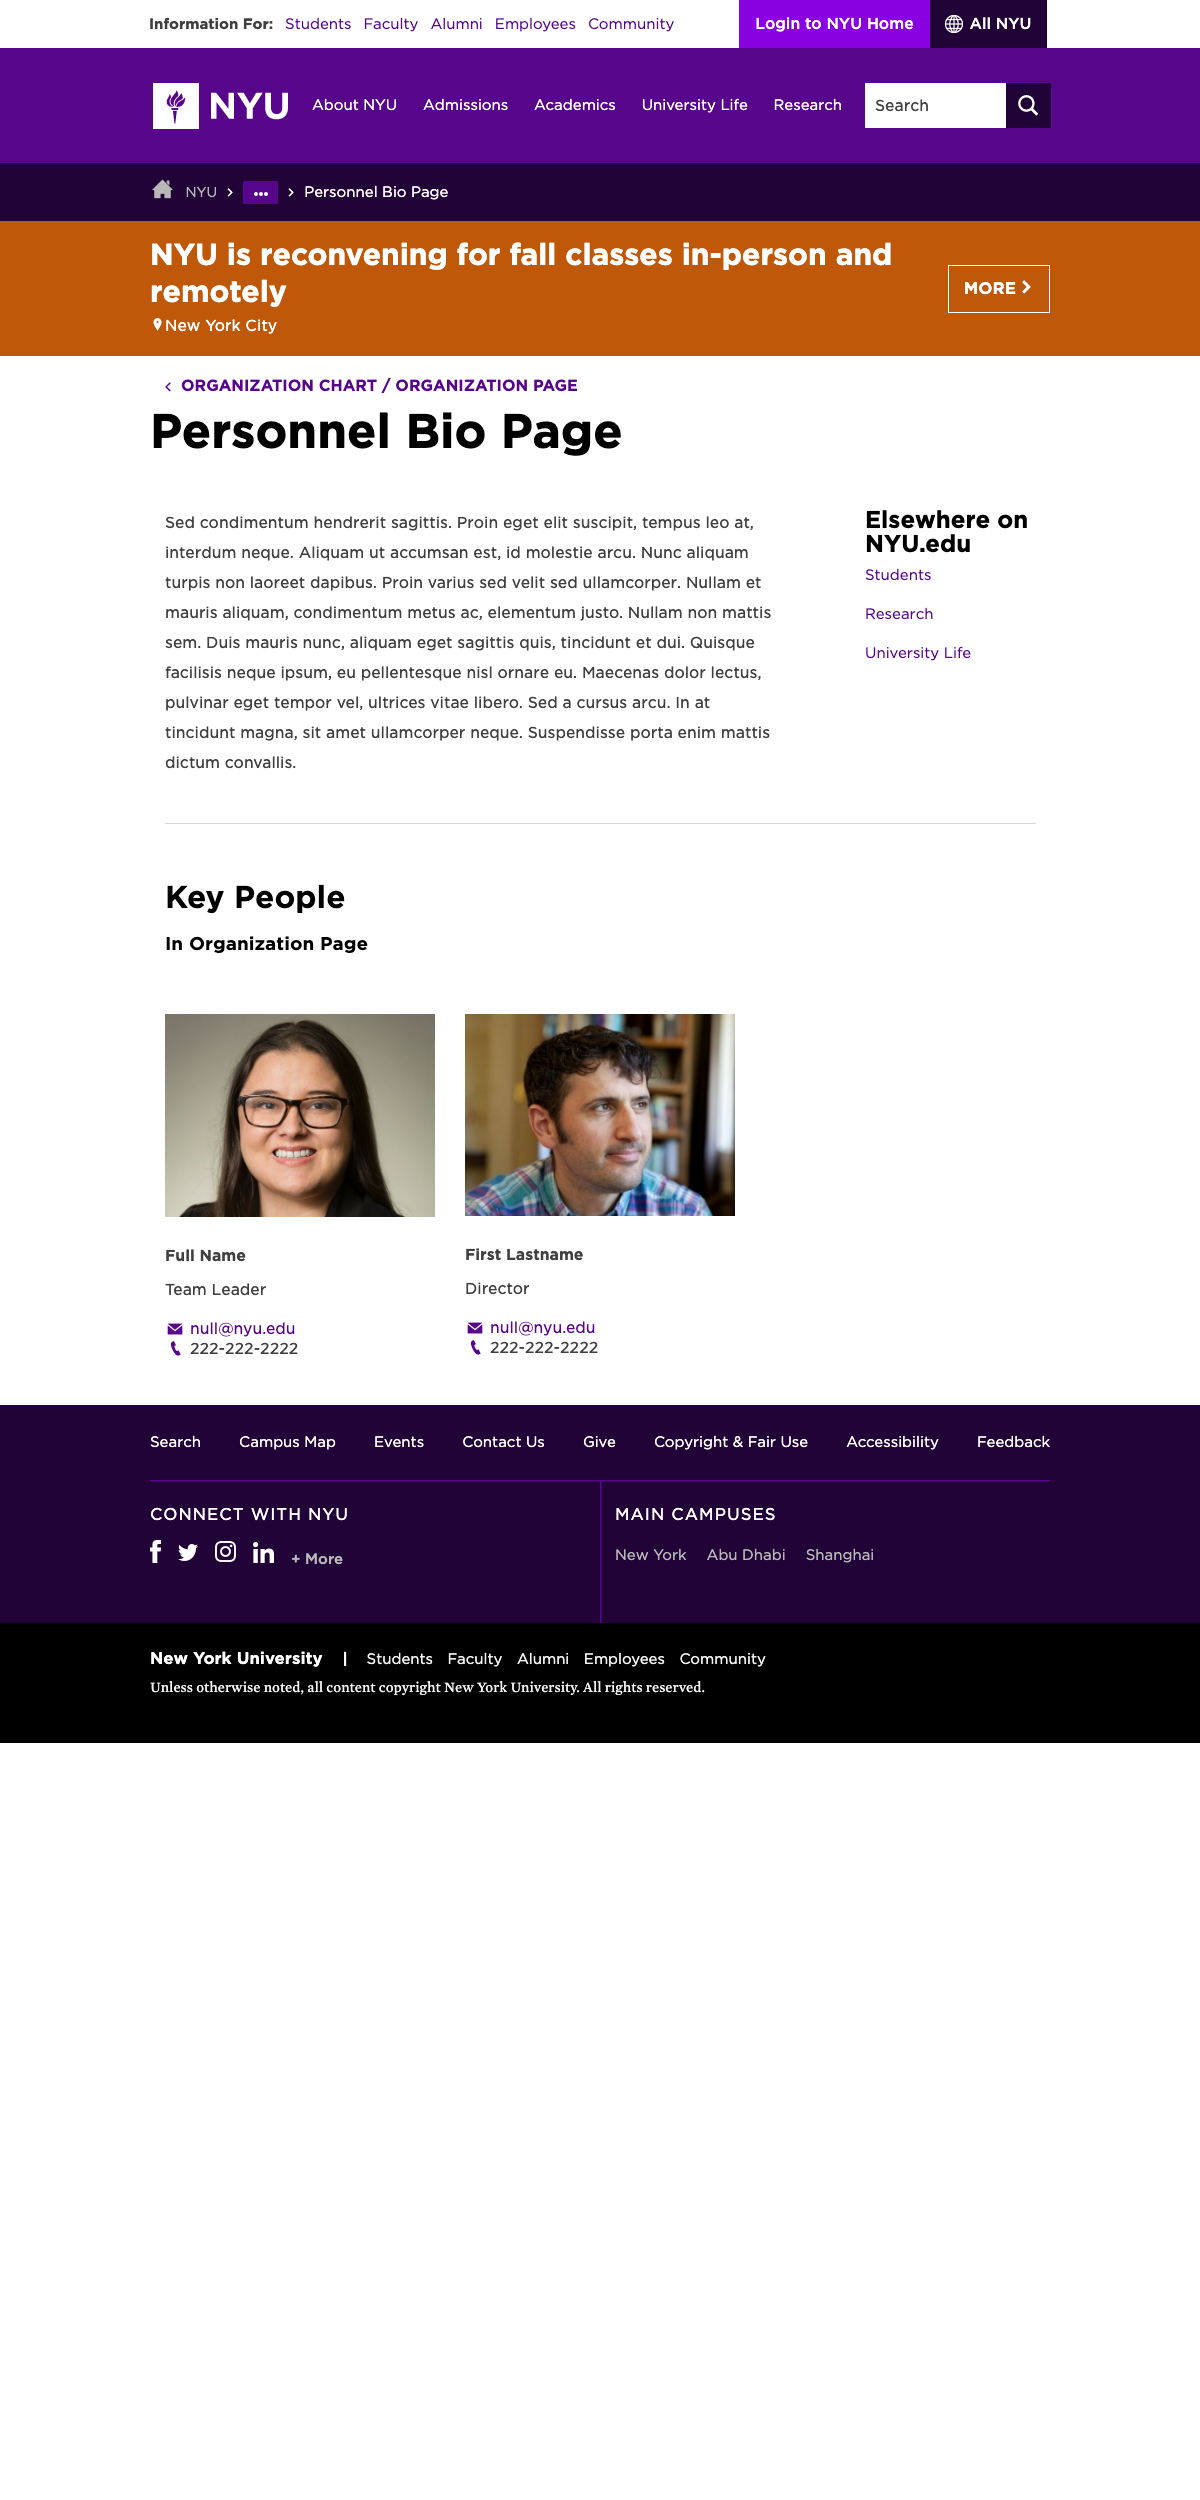 Information For: Students Faculty Alumni Employees Community Login to NYU Home All NYU
NYU About NYU Admissions Academics University Life Research Search
NYU ••• Personnel Bio Page
NYU is reconvening for fall classes in-person and
remotely
New York City
MORE
ORGANIZATION CHART / ORGANIZATION PAGE
Personnel Bio Page
Sed condimentum hendrerit sagittis. Proin eget elit suscipit, tempus leo at,
interdum neque. Aliquam ut accumsan est, id molestie arcu. Nunc aliquam
turpis non laoreet dapibus. Proin varius sed velit sed ullamcorper. Nullam et
mauris aliquam, condimentum metus ac, elementum justo. Nullam non mattis
sem. Duis mauris nunc, aliquam eget sagittis quis, tincidunt et dui. Quisque
facilisis neque ipsum, eu pellentesque nisl ornare eu. Maecenas dolor lectus,
pulvinar eget tempor vel, ultrices vitae libero. Sed a cursus arcu. In at
tincidunt magna, sit amet ullamcorper neque. Suspendisse porta enim mattis
dictum convallis.
Elsewhere on
NYU.edu
Students
Research
University Life
Key People
In Organization Page
Full Name
Team Leader
null@nyu.edu
222-222-2222
First Lastname
Director
null@nyu.edu
222-222-2222
Search Campus Map Events Contact Us Give Copyright & Fair Use Accessibility Feedback
CONNECT WITH NYU
+ More
MAIN CAMPUSES
New York Abu Dhabi Shanghai
New York University | Students Faculty Alumni Employees Community
Unless otherwise noted, all content copyright New York University. All rights reserved.